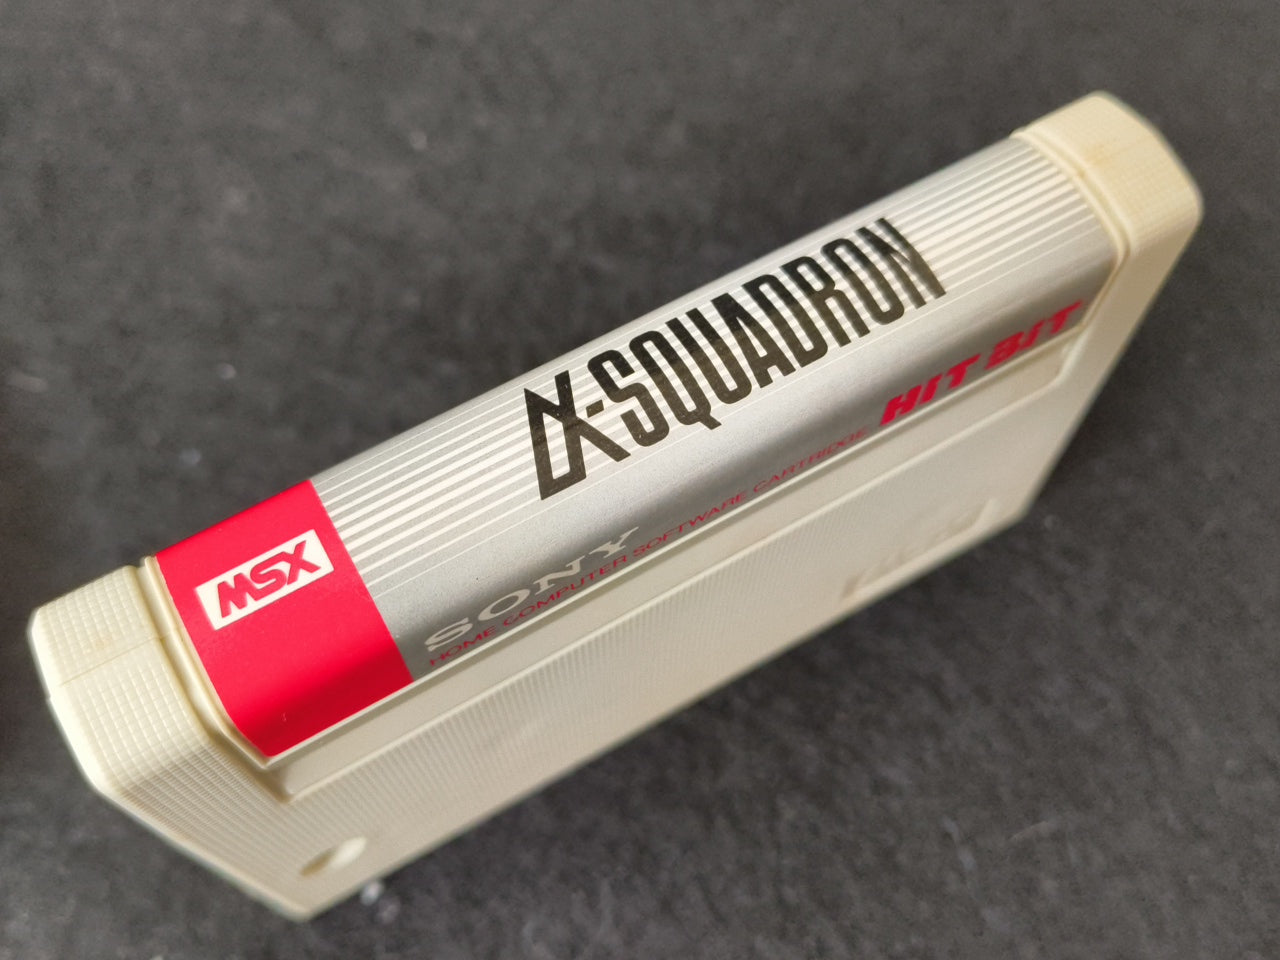 MSX
α-SQUADRON
SONY
HOME COMPUTER SOFTWARE CARTRIDGE
HIT BIT